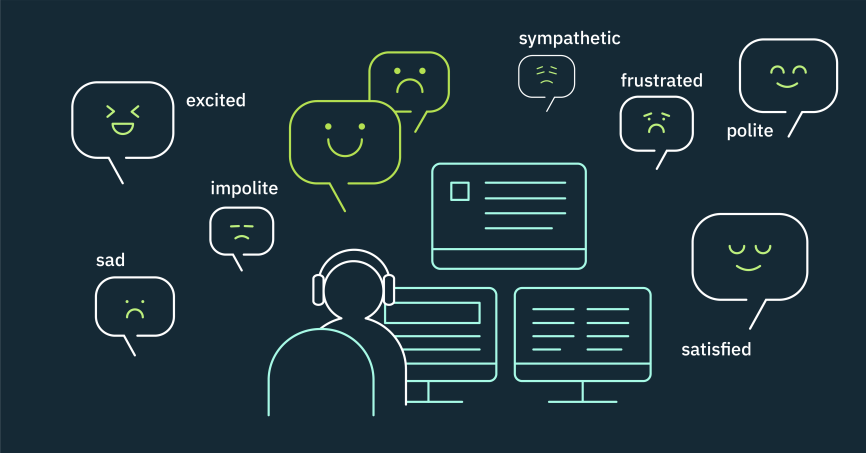 sympathetic
frustrated
excited
polite
impolite
sad
satisfied